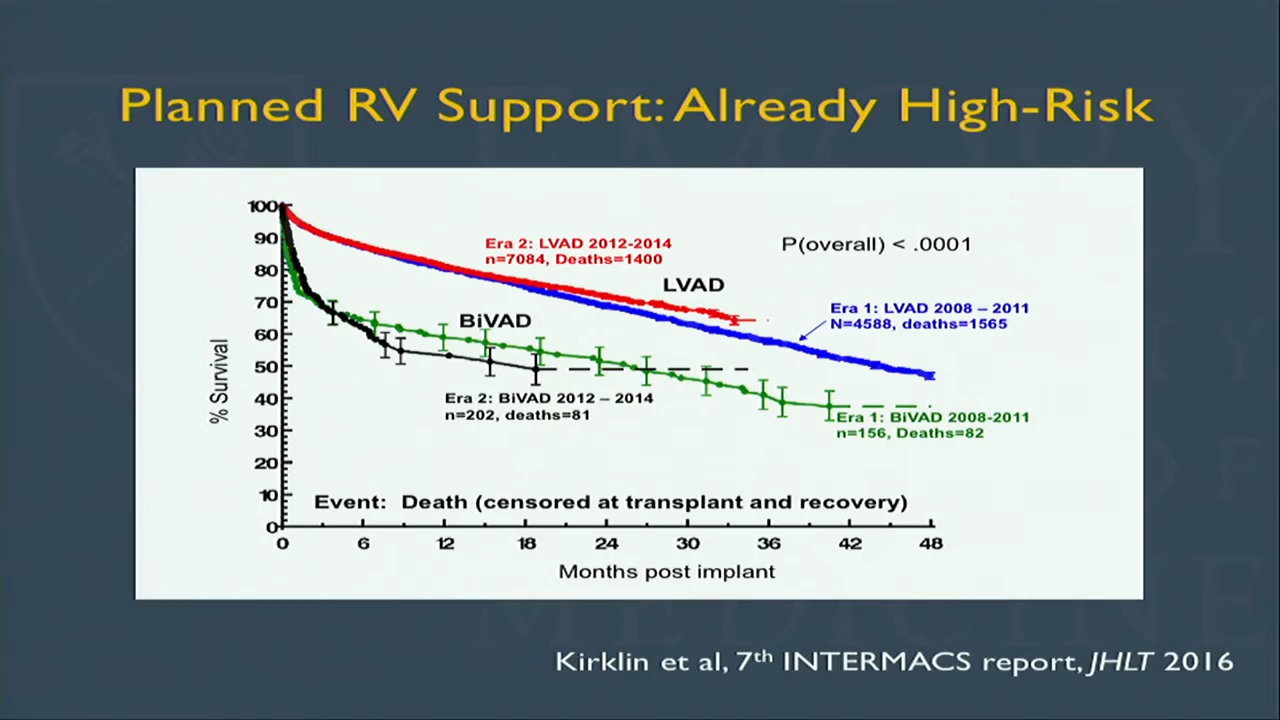 Planned RV Support: Already High-Risk
100
90
80
70
60
50
40
30
20
10
0
% Survival
Era 2: LVAD 2012-2014
n=7084, Deaths=1400
LVAD
P(overall) < .0001
Era 1: LVAD 2008 – 2011
N=4588, deaths=1565
BiVAD
Era 2: BiVAD 2012 – 2014
n=202, deaths=81
Era 1: BiVAD 2008-2011
n=156, Deaths=82
Event: Death (censored at transplant and recovery)
0 6 12 18 24 30 36 42 48
Months post implant
Kirklin et al, 7th INTERMACS report, JHLT 2016